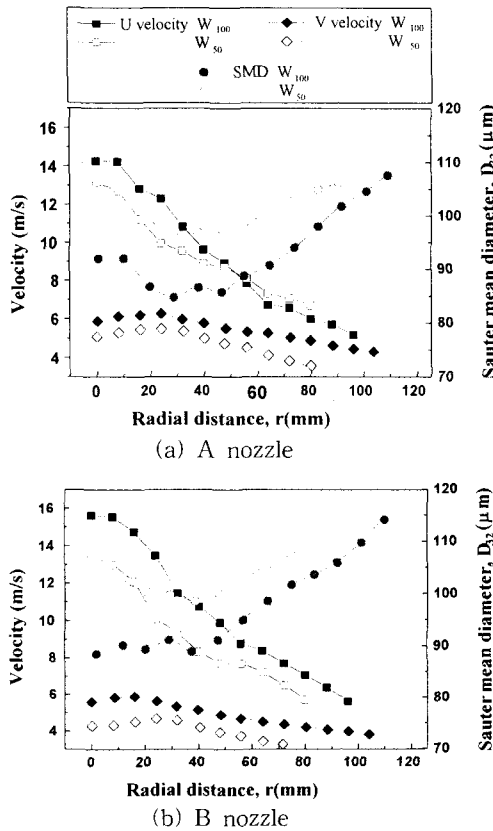 U velocity W100 V velocity W100
W50 W50
SMD W100
W50
16
14
12
10
8
6
4
Velocity (m/s)
120
110
100
90
80
70
Sauter mean diameter, D32(μm)
0 20 40 60 80 100 120
Radial distance, r(mm)
(a) A nozzle
16
14
12
10
8
6
4
Velocity (m/s)
120
110
100
90
80
70
Sauter mean diameter, D32(μm)
0 20 40 60 80 100 120
Radial distance, r(mm)
(b) B nozzle